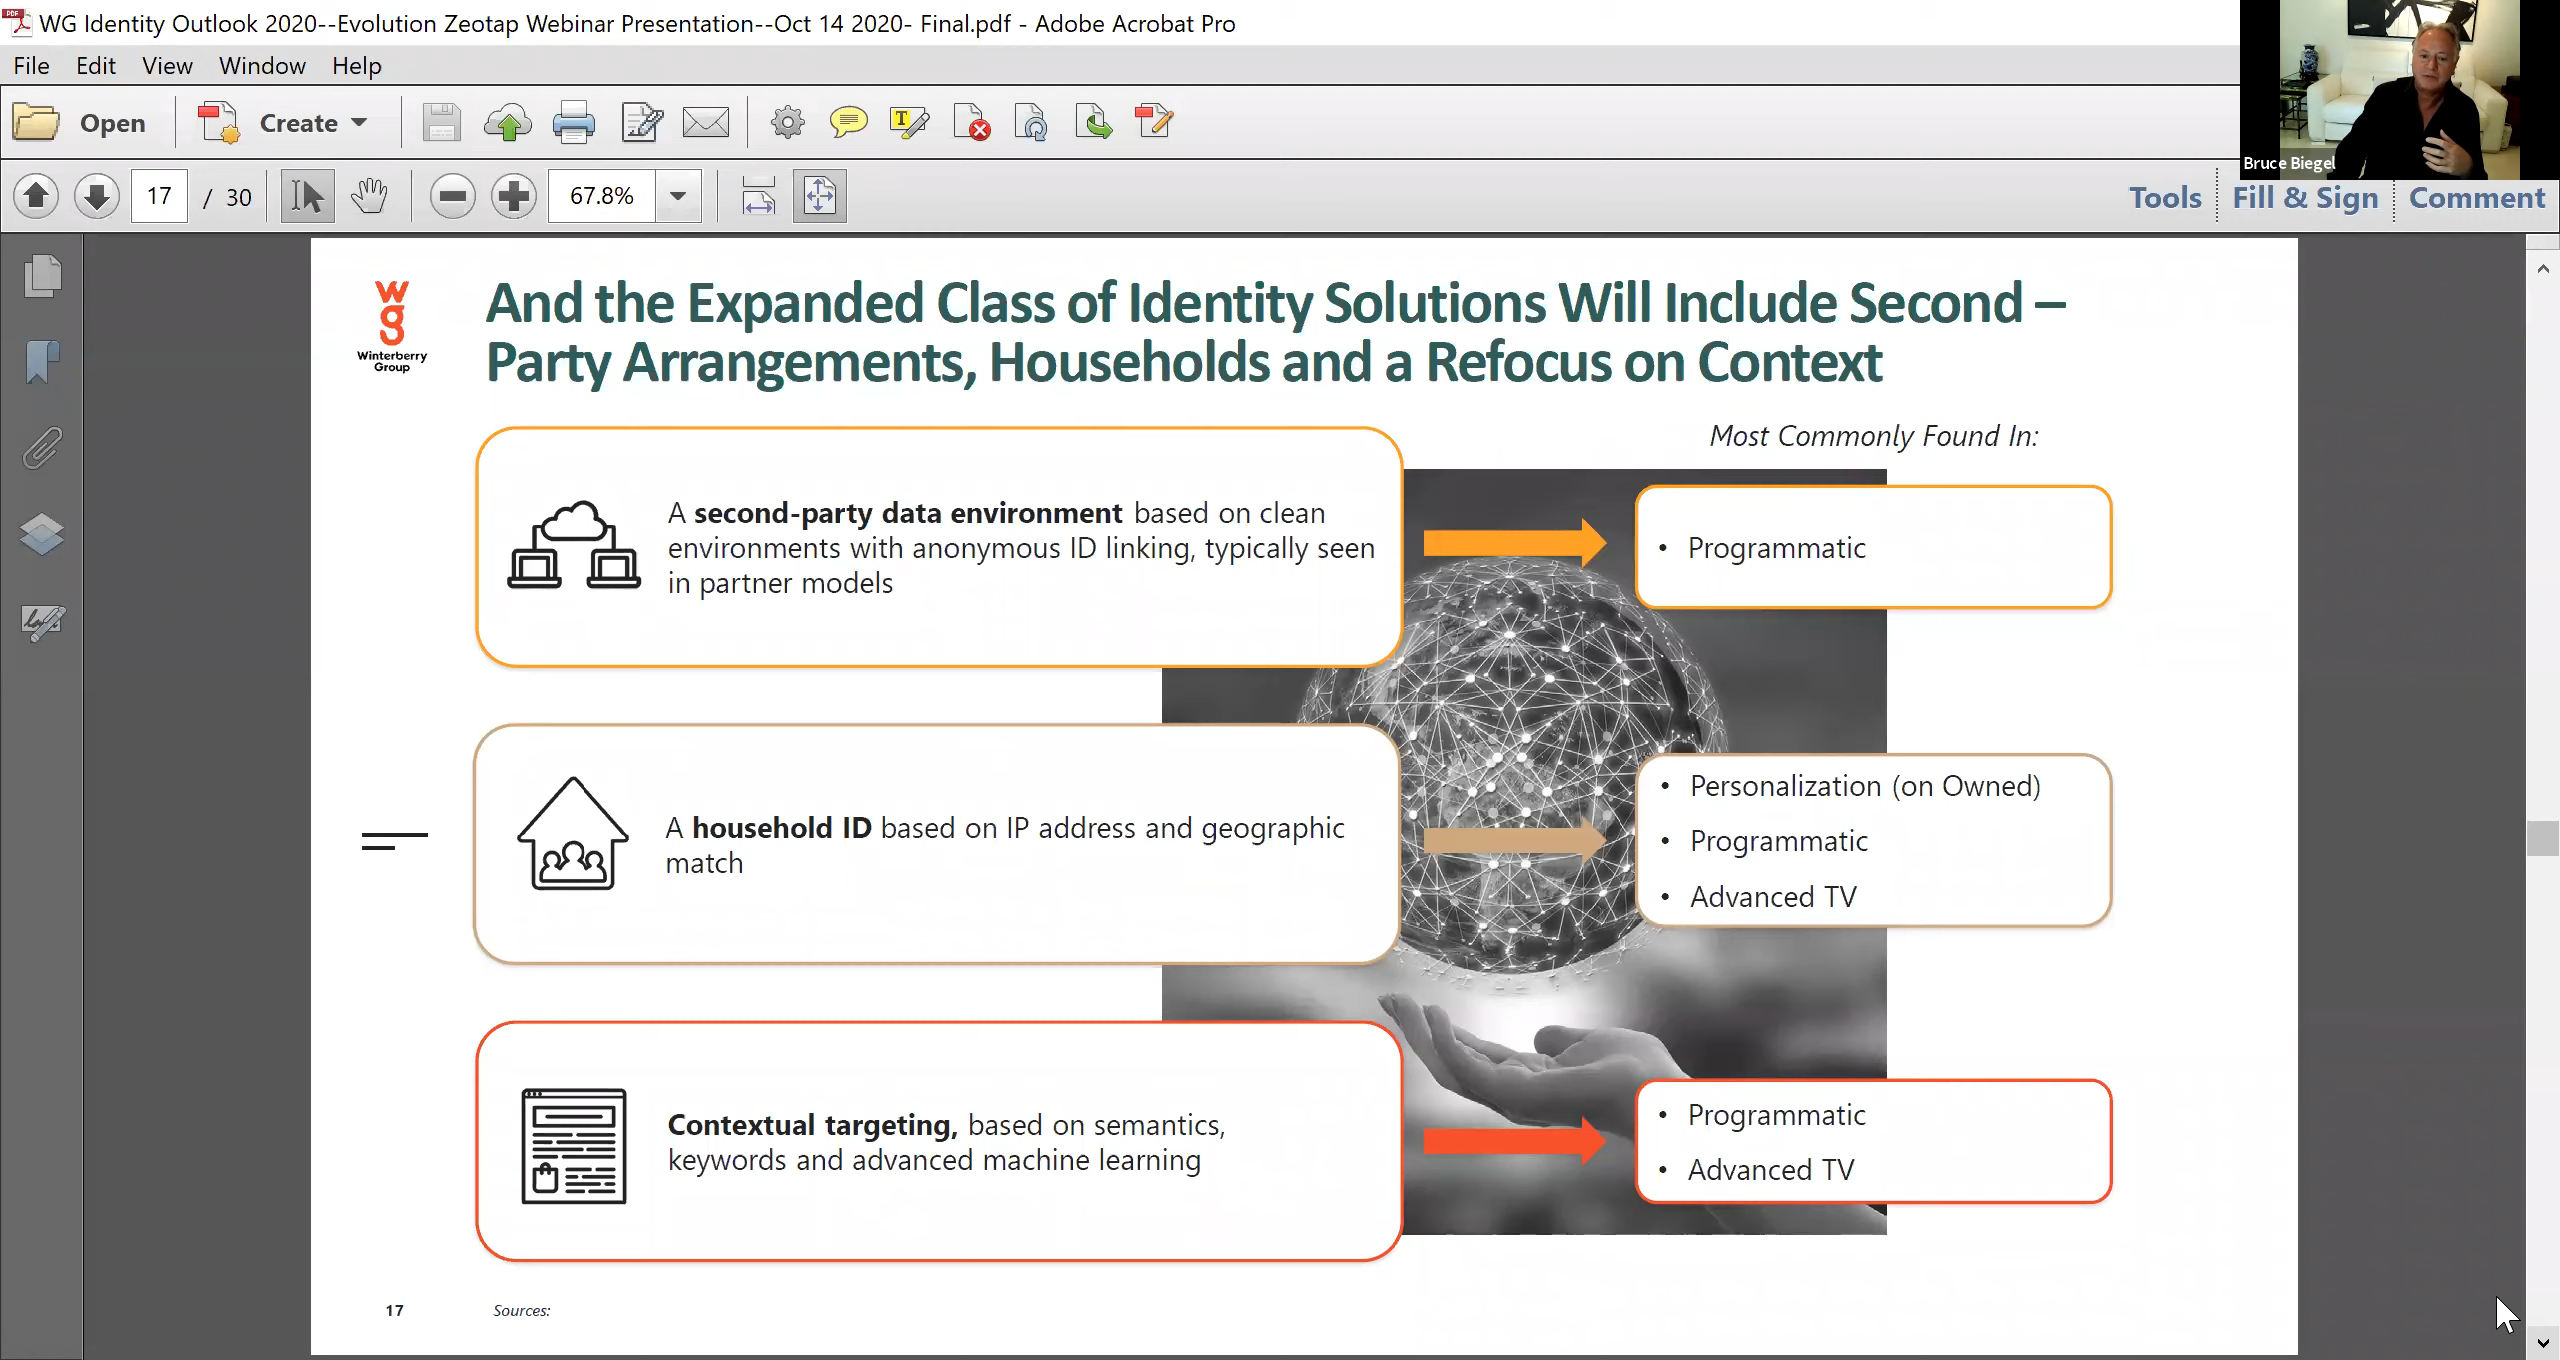 WG Identity Outlook 2020--Evolution Zeotap Webinar Presentation--Oct 14 2020- Final.pdf - Adobe Acrobat Pro
File Edit View Window Help
Open Create
17 / 30 67.8%
Tools Fill & Sign Comment
Bruce Biegel
Wg
Winterberry
Group
And the Expanded Class of Identity Solutions Will Include Second –
Party Arrangements, Households and a Refocus on Context
Most Commonly Found In:
A second-party data environment based on clean
environments with anonymous ID linking, typically seen
in partner models
• Programmatic
A household ID based on IP address and geographic
match
• Personalization (on Owned)
• Programmatic
• Advanced TV
Contextual targeting, based on semantics,
keywords and advanced machine learning
• Programmatic
• Advanced TV
17 Sources: